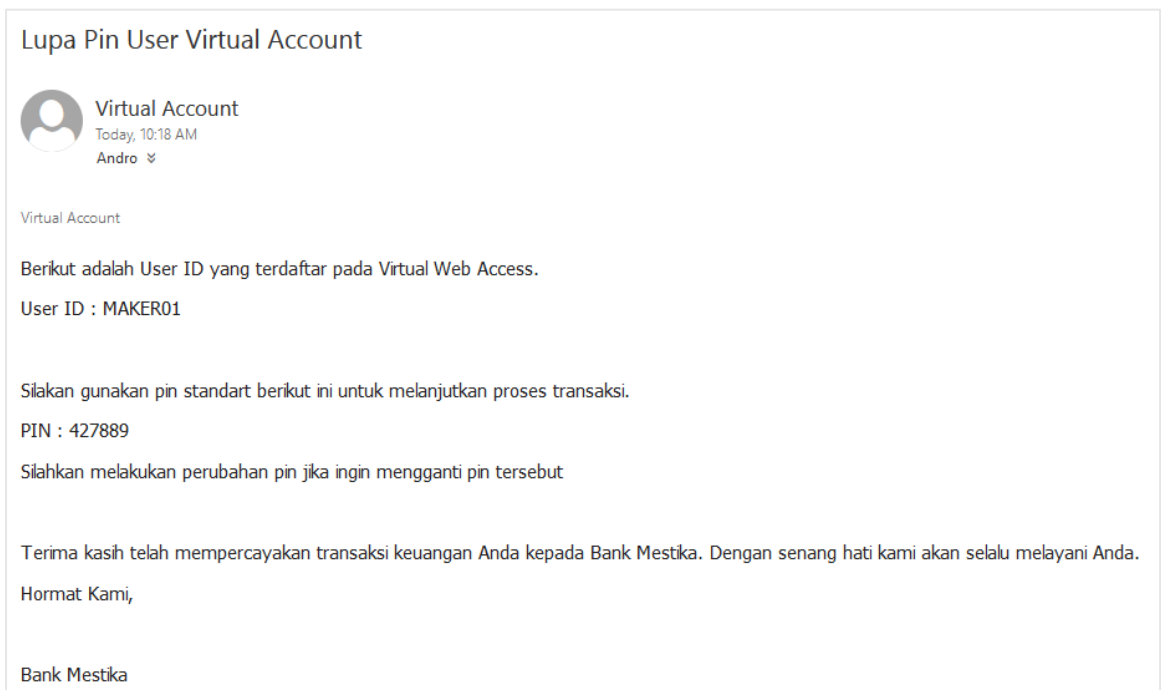 Lupa Pin User Virtual Account
Virtual Account
Today, 10:18 AM
Andro
Virtual Account
Berikut adalah User ID yang terdaftar pada Virtual Web Access.
User ID : MAKER01
Silakan gunakan pin standart berikut ini untuk melanjutkan proses transaksi.
PIN : 427889
Silahkan melakukan perubahan pin jika ingin mengganti pin tersebut
Terima kasih telah mempercayakan transaksi keuangan Anda kepada Bank Mestika. Dengan senang hati kami akan selalu melayani Anda.
Hormat Kami,
Bank Mestika